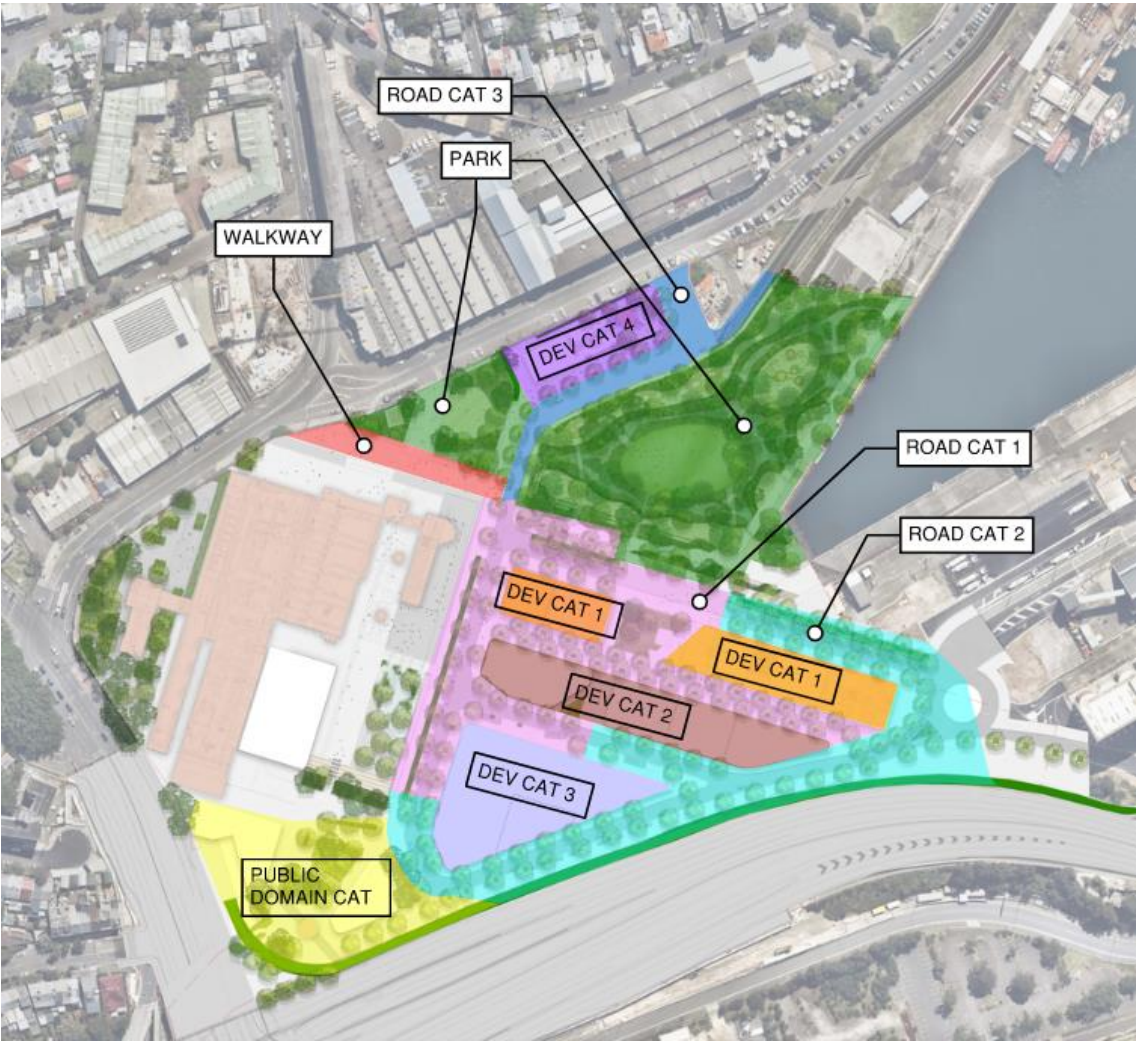 ROAD CAT 3
PARK
WALKWAY
DEV CAT 4
ROAD CAT 1
ROAD CAT 2
DEV CAT 1
DEV CAT 1
DEV CAT 2
DEV CAT 3
PUBLIC
DOMAIN CAT